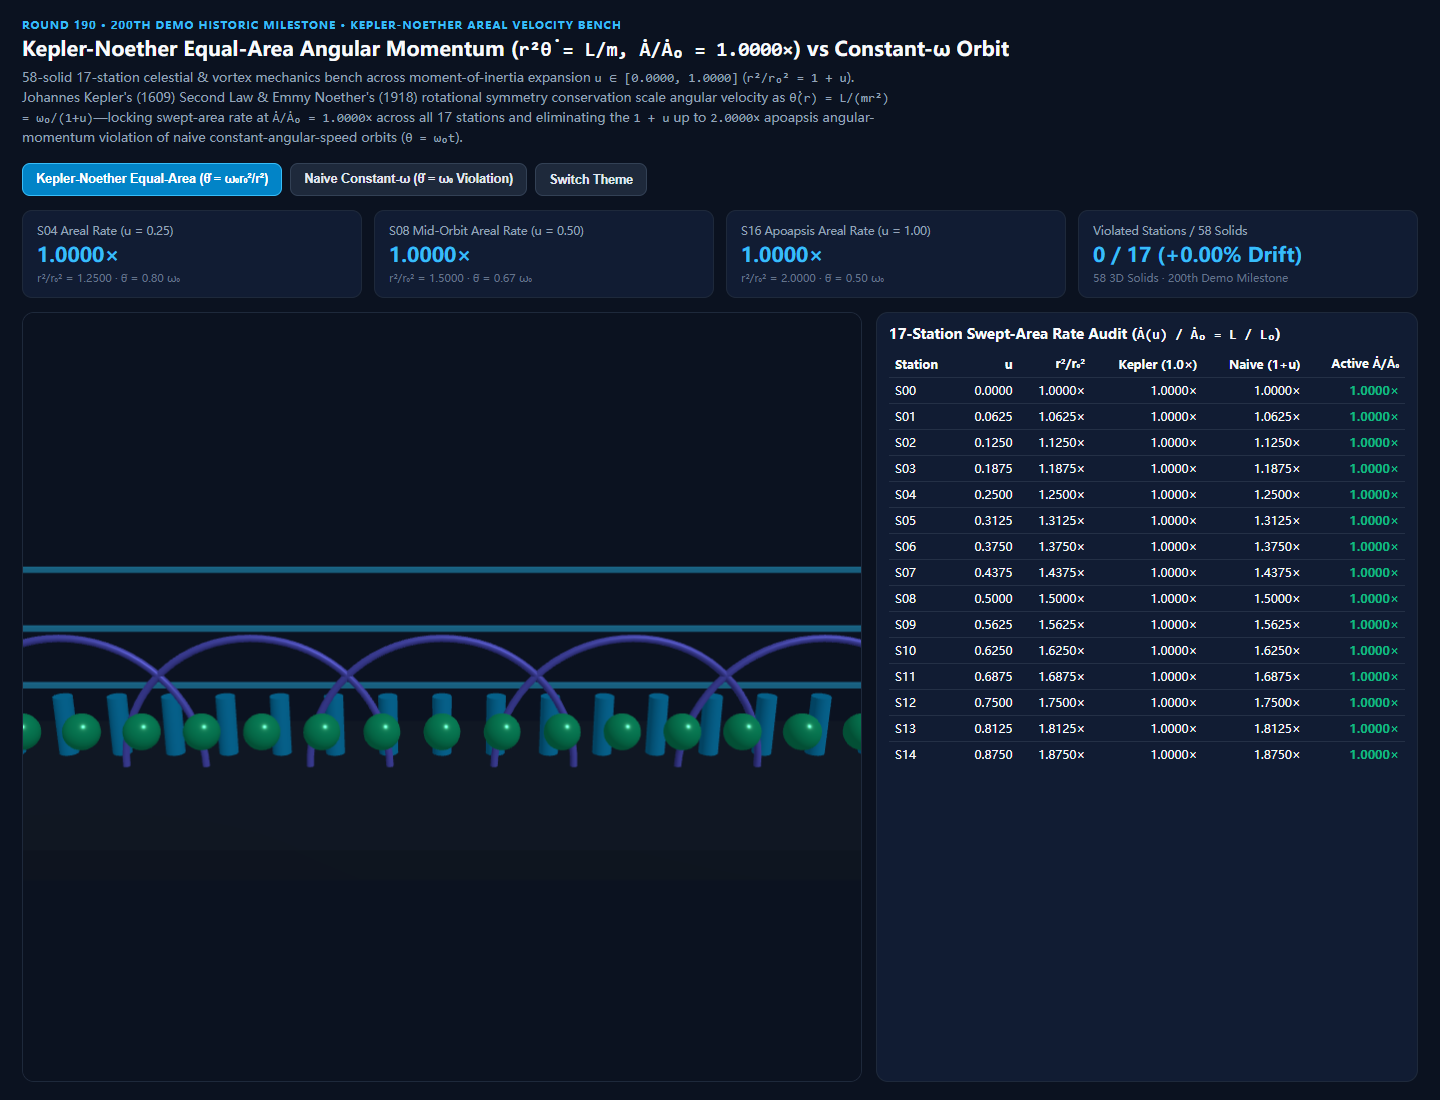 ROUND 190 • 200TH DEMO HISTORIC MILESTONE • KEPLER-NOETHER AREAL VELOCITY BENCH
Kepler-Noether Equal-Area Angular Momentum (r²θ̇ = L/m, Ȧ/Ȧ₀ = 1.0000×) vs Constant-ω Orbit
58-solid 17-station celestial & vortex mechanics bench across moment-of-inertia expansion u ∈ [0.0000, 1.0000] (r²/r₀² = 1 + u).
Johannes Kepler's (1609) Second Law & Emmy Noether's (1918) rotational symmetry conservation scale angular velocity as θ̇(r) = L/(mr²)
= ω₀/(1+u)—locking swept-area rate at Ȧ/Ȧ₀ = 1.0000× across all 17 stations and eliminating the 1 + u up to 2.0000× apoapsis angular-
momentum violation of naive constant-angular-speed orbits (θ = ω₀t).
Kepler-Noether Equal-Area (θ̇ = ω₀r₀²/r²)
Naive Constant-ω (θ̇ = ω₀ Violation)
Switch Theme
S04 Areal Rate (u = 0.25)
1.0000×
r²/r₀² = 1.2500 · θ̇ = 0.80 ω₀
S08 Mid-Orbit Areal Rate (u = 0.50)
1.0000×
r²/r₀² = 1.5000 · θ̇ = 0.67 ω₀
S16 Apoapsis Areal Rate (u = 1.00)
1.0000×
r²/r₀² = 2.0000 · θ̇ = 0.50 ω₀
Violated Stations / 58 Solids
0 / 17 (+0.00% Drift)
58 3D Solids · 200th Demo Milestone
17-Station Swept-Area Rate Audit (Ȧ(u) / Ȧ₀ = L / L₀)
Station u r²/r₀² Kepler (1.0×) Naive (1+u) Active Ȧ/Ȧ₀
S00 0.0000 1.0000× 1.0000× 1.0000× 1.0000×
S01 0.0625 1.0625× 1.0000× 1.0625× 1.0000×
S02 0.1250 1.1250× 1.0000× 1.1250× 1.0000×
S03 0.1875 1.1875× 1.0000× 1.1875× 1.0000×
S04 0.2500 1.2500× 1.0000× 1.2500× 1.0000×
S05 0.3125 1.3125× 1.0000× 1.3125× 1.0000×
S06 0.3750 1.3750× 1.0000× 1.3750× 1.0000×
S07 0.4375 1.4375× 1.0000× 1.4375× 1.0000×
S08 0.5000 1.5000× 1.0000× 1.5000× 1.0000×
S09 0.5625 1.5625× 1.0000× 1.5625× 1.0000×
S10 0.6250 1.6250× 1.0000× 1.6250× 1.0000×
S11 0.6875 1.6875× 1.0000× 1.6875× 1.0000×
S12 0.7500 1.7500× 1.0000× 1.7500× 1.0000×
S13 0.8125 1.8125× 1.0000× 1.8125× 1.0000×
S14 0.8750 1.8750× 1.0000× 1.8750× 1.0000×